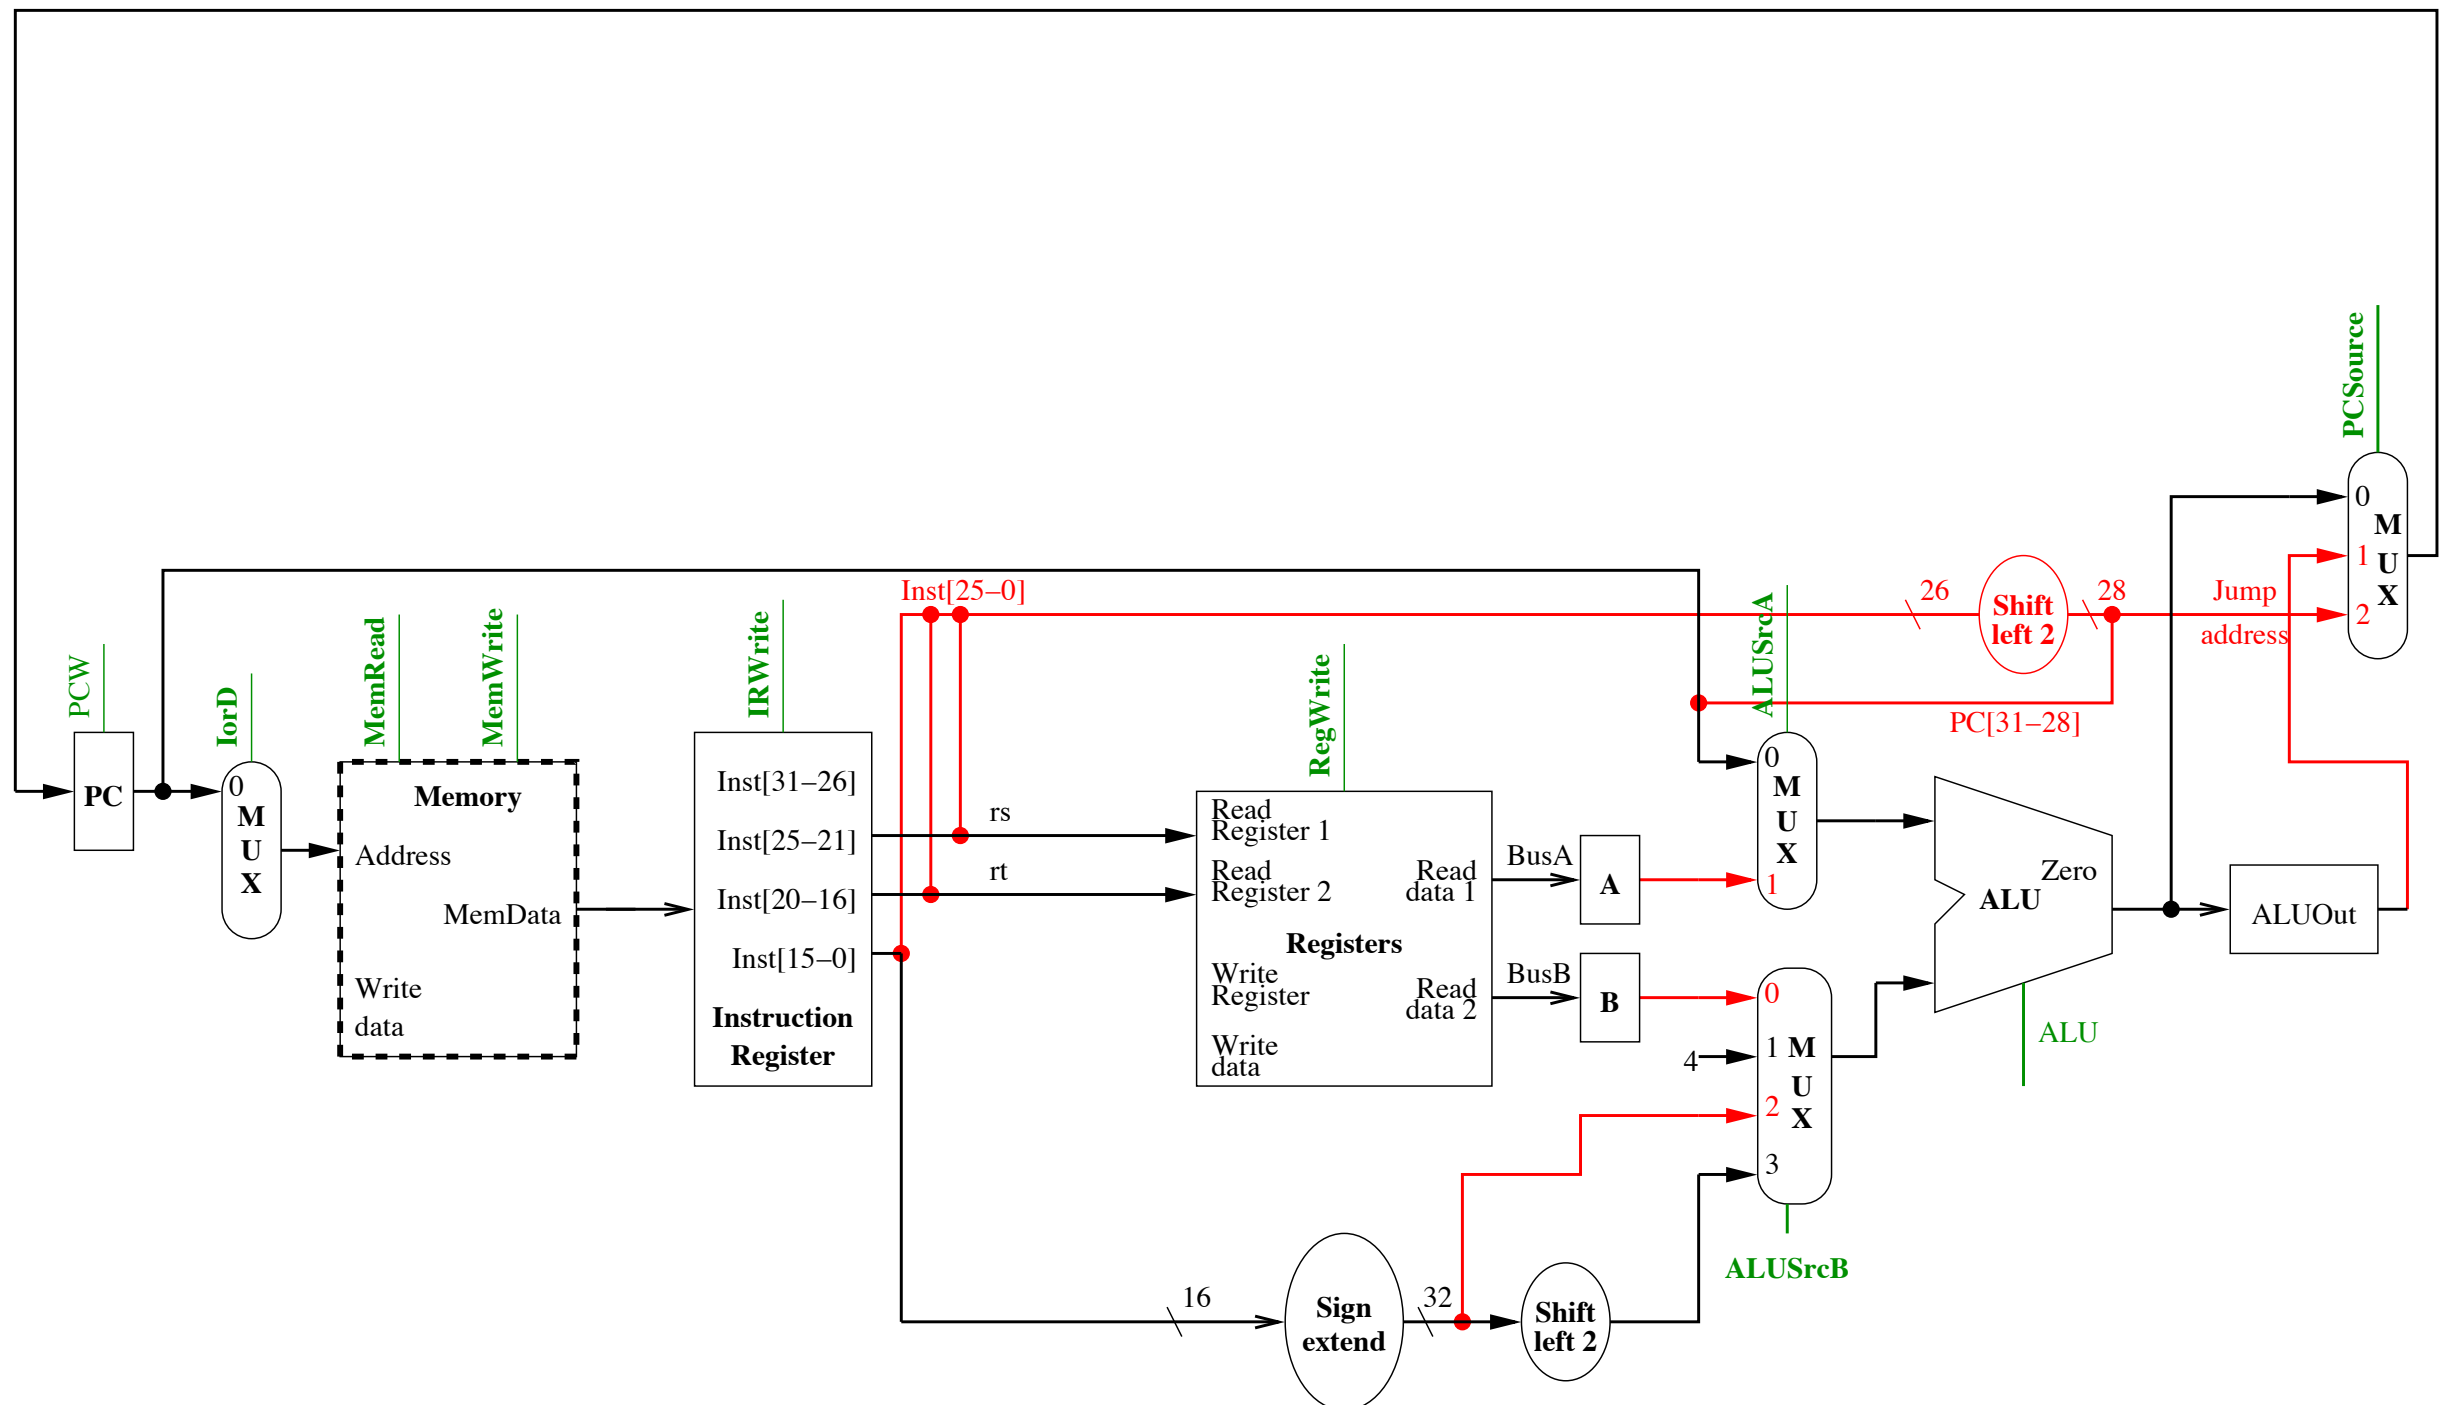 PCSource
0
M
U
X
1
2
Inst[25–0]
26
Shift
left 2
28
Jump
address
PC[31–28]
PCW
PC
IorD
0
M
U
X
MemRead
MemWrite
Memory
Address
MemData
Write
data
IRWrite
Inst[31–26]
Inst[25–21]
Inst[20–16]
Inst[15–0]
Instruction
Register
rs
rt
RegWrite
Read
Register 1
Read
Register 2
Read
data 1
Registers
Write
Register
Read
data 2
Write
data
BusA
A
BusB
B
ALUSrcA
0
M
U
X
1
0
4
1
M
U
X
2
3
ALUSrcB
Zero
ALU
ALU
ALUOut
16
Sign
extend
32
Shift
left 2